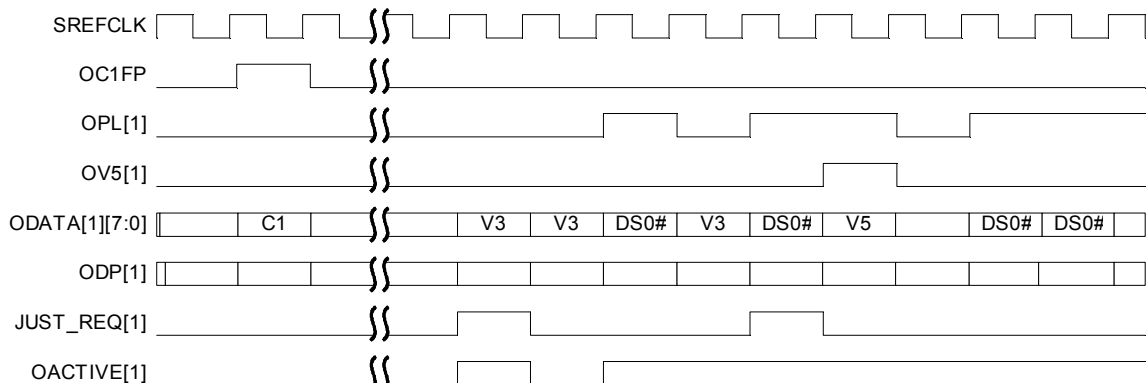 SREFCLK
OC1FP
OPL[1]
OV5[1]
ODATA[1][7:0] C1 V3 V3 DS0# V3 DS0# V5 DS0# DS0#
ODP[1]
JUST_REQ[1]
OACTIVE[1]